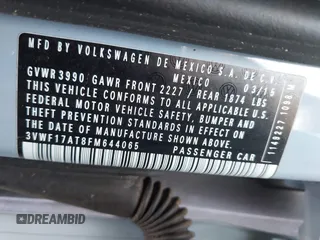 MFD BY VOLKSWAGEN DE MEXICO S.A. DE C.V.
MEXICO 03/15
GVWR3990 GAWR FRONT 2227 / REAR 1874 LBS
THIS VEHICLE CONFORMS TO ALL APPLICABLE U.S.
FEDERAL MOTOR VEHICLE SAFETY, BUMPER AND
THEFT PREVENTION STANDARDS IN EFFECT ON THE
DATE OF MANUFACTURE SHOWN ABOVE.
3VWF17AT8FM644065
PASSENGER CAR
DREAMBID